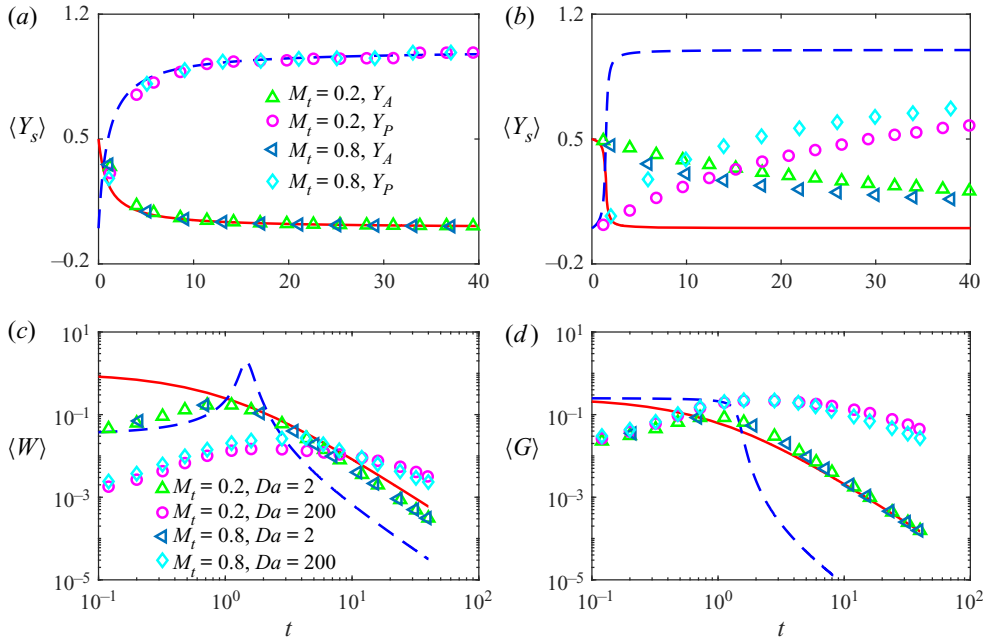 (a)
1.2
0.5
−0.2
⟨Y_s⟩
0 10 20 30 40
M_t = 0.2, Y_A
M_t = 0.2, Y_P
M_t = 0.8, Y_A
M_t = 0.8, Y_P
(b)
1.2
0.5
−0.2
⟨Y_s⟩
0 10 20 30 40
(c)
10^1
10^−1
10^−3
10^−5
⟨W⟩
10^−1 10^0 10^1 10^2
t
M_t = 0.2, Da = 2
M_t = 0.2, Da = 200
M_t = 0.8, Da = 2
M_t = 0.8, Da = 200
(d)
10^1
10^−1
10^−3
10^−5
⟨G⟩
10^−1 10^0 10^1 10^2
t